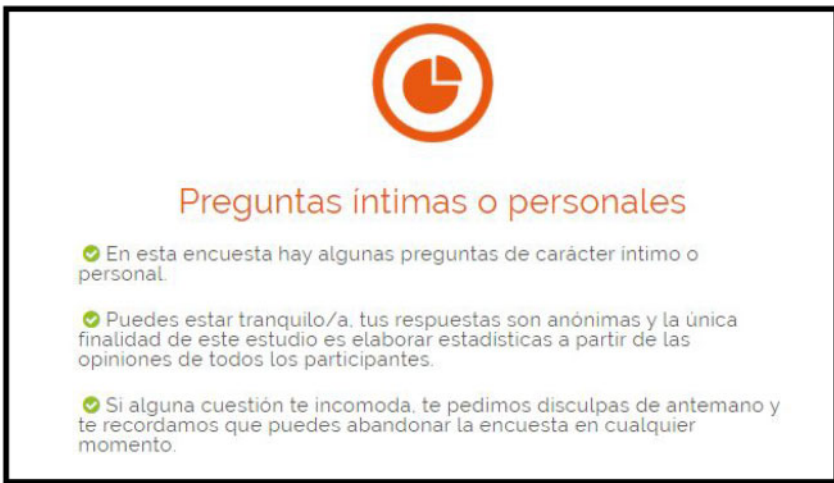 Preguntas íntimas o personales
En esta encuesta hay algunas preguntas de carácter íntimo o
personal.
Puedes estar tranquilo/a, tus respuestas son anónimas y la única
finalidad de este estudio es elaborar estadísticas a partir de las
opiniones de todos los participantes.
Si alguna cuestión te incomoda, te pedimos disculpas de antemano y
te recordamos que puedes abandonar la encuesta en cualquier
momento.